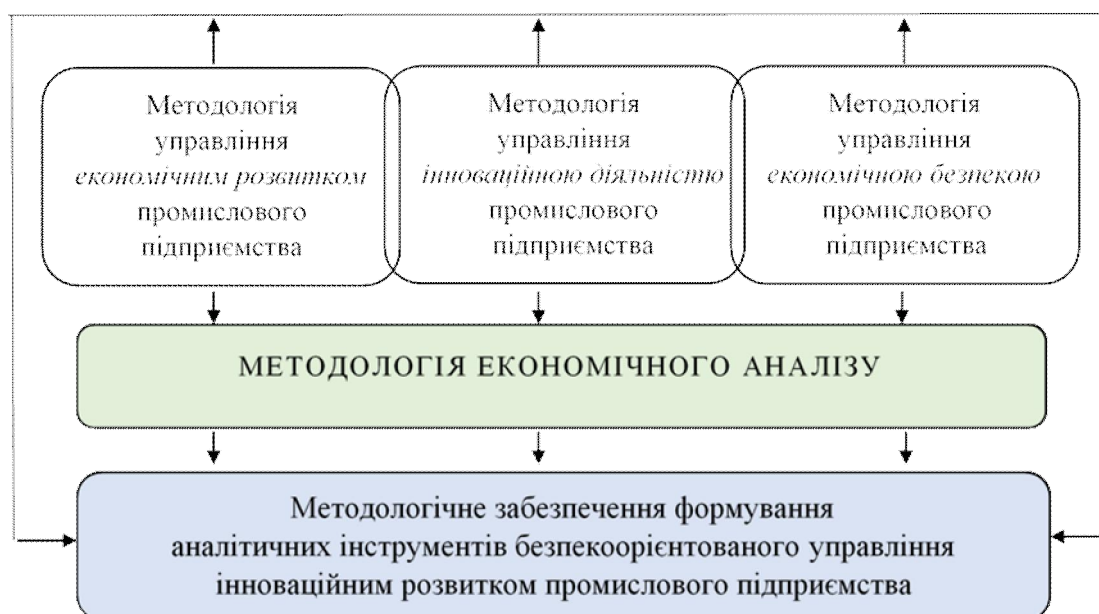 Методологія
управління
економічним розвитком
промислового
підприємства
Методологія
управління
інноваційною діяльністю
промислового
підприємства
Методологія
управління
економічною безпекою
промислового
підприємства
МЕТОДОЛОГІЯ ЕКОНОМІЧНОГО АНАЛІЗУ
Методологічне забезпечення формування
аналітичних інструментів безпекоорієнтованого управління
інноваційним розвитком промислового підприємства